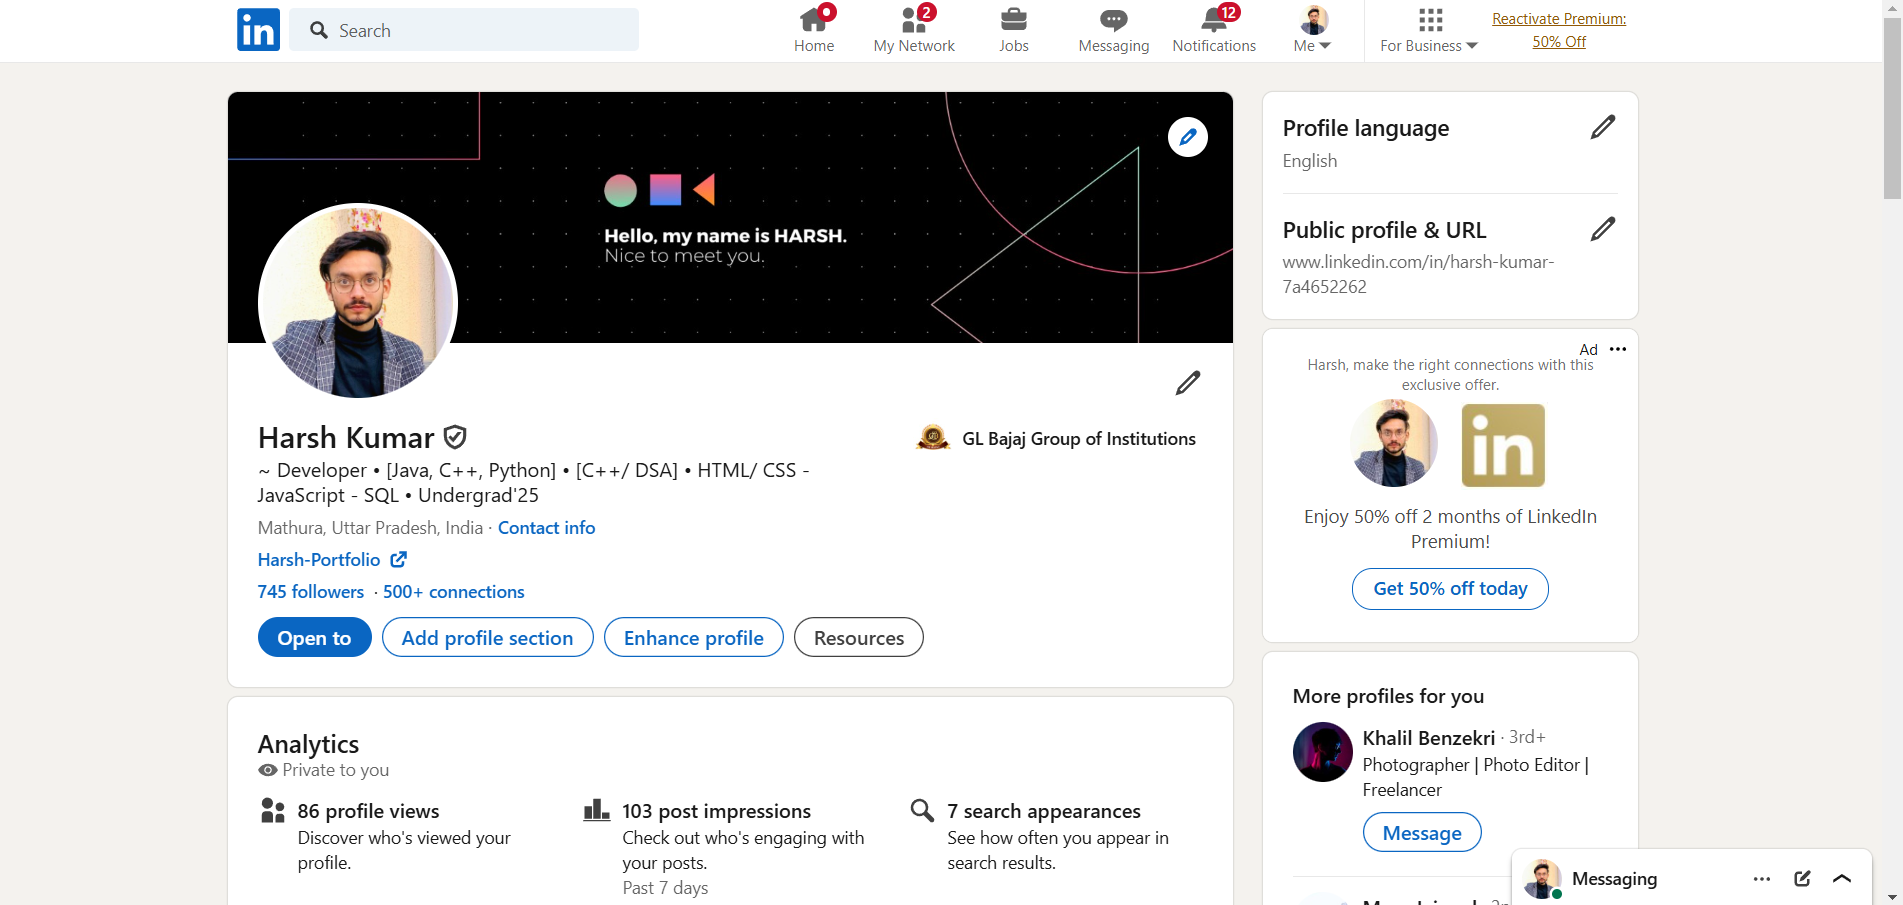 in
Search
Home
2
My Network
Jobs
Messaging
12
Notifications
Me
For Business
Reactivate Premium:
50% Off
Hello, my name is HARSH.
Nice to meet you.
Harsh Kumar
GL Bajaj Group of Institutions
~ Developer • [Java, C++, Python] • [C++/ DSA] • HTML/ CSS -
JavaScript - SQL • Undergrad'25
Mathura, Uttar Pradesh, India · Contact info
Harsh-Portfolio
745 followers · 500+ connections
Open to
Add profile section
Enhance profile
Resources
Analytics
Private to you
86 profile views
Discover who's viewed your
profile.
103 post impressions
Check out who's engaging with
your posts.
Past 7 days
7 search appearances
See how often you appear in
search results.
Profile language
English
Public profile & URL
www.linkedin.com/in/harsh-kumar-
7a4652262
Ad
Harsh, make the right connections with this
exclusive offer.
in
Enjoy 50% off 2 months of LinkedIn
Premium!
Get 50% off today
More profiles for you
Khalil Benzekri · 3rd+
Photographer | Photo Editor |
Freelancer
Message
Messaging